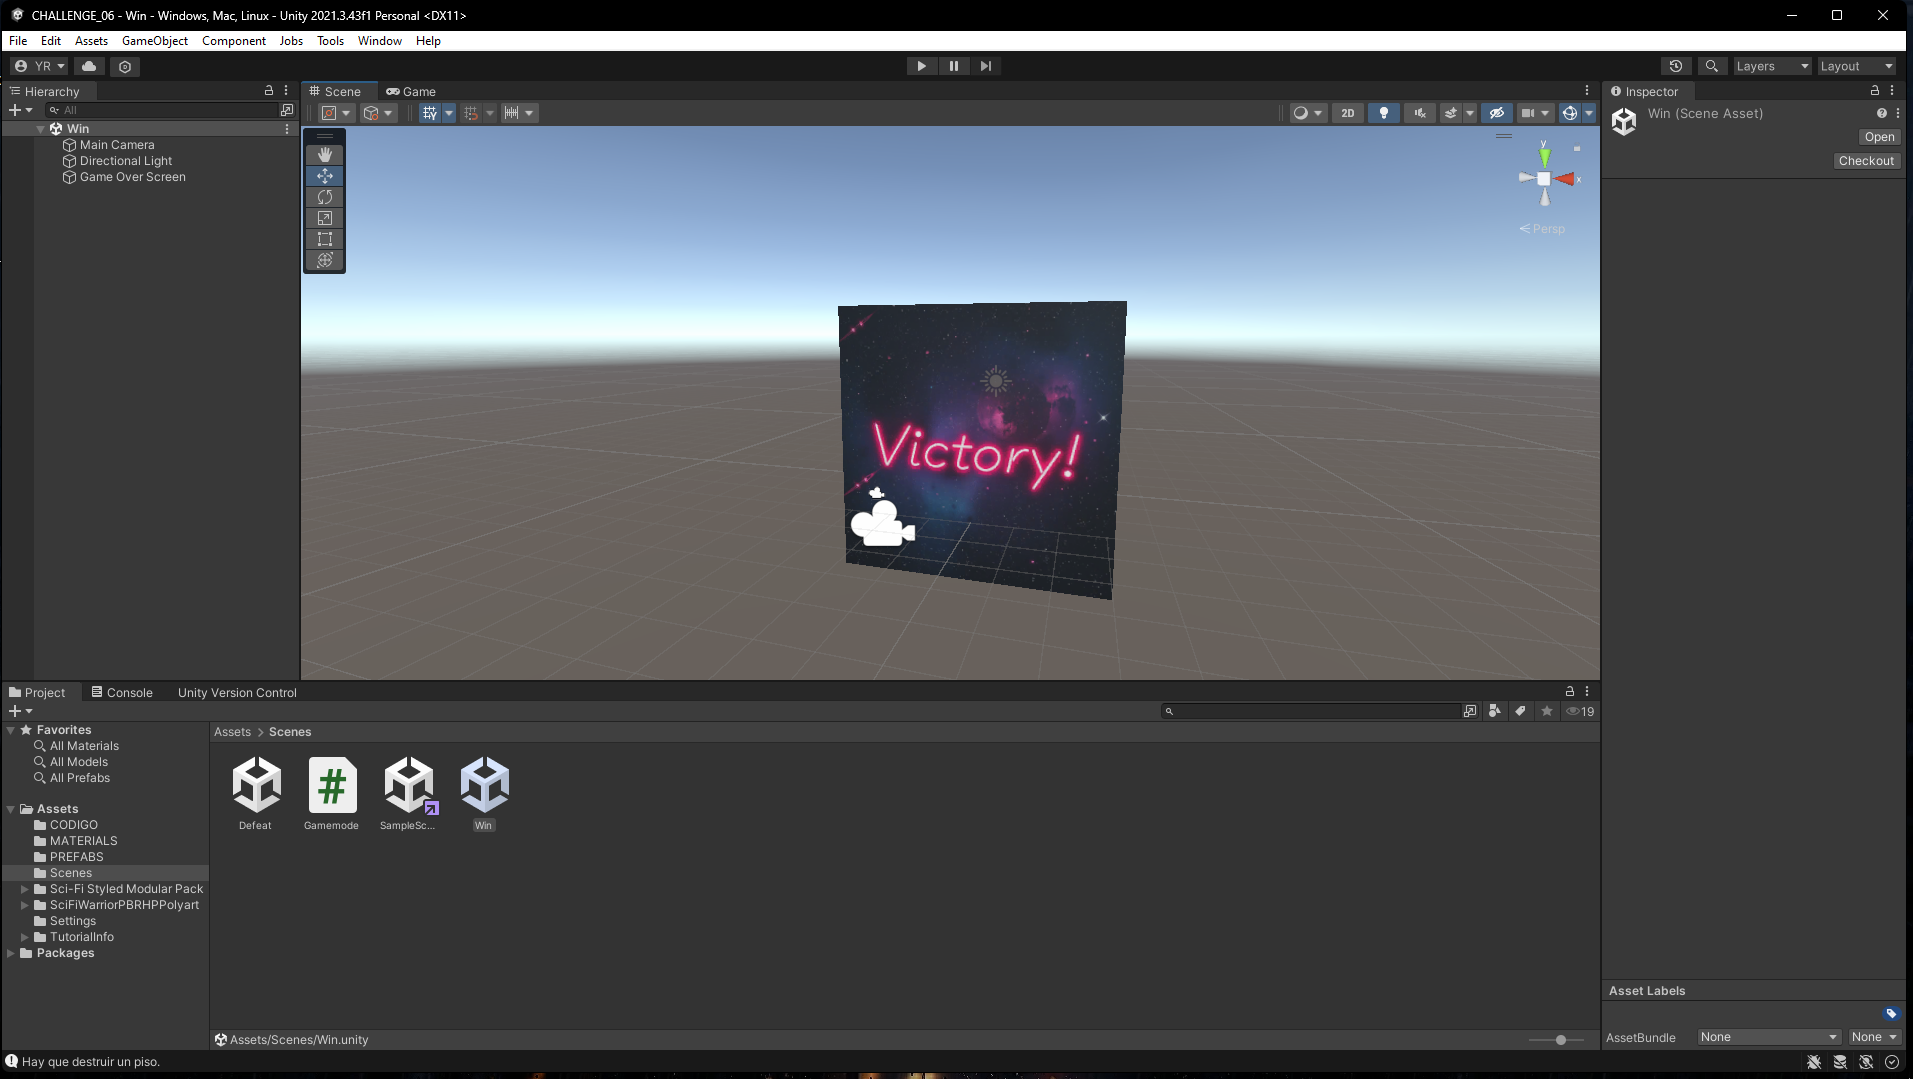 CHALLENGE_06 - Win - Windows, Mac, Linux - Unity 2021.3.43f1 Personal <DX11>
File Edit Assets GameObject Component Jobs Tools Window Help
YR
Layers
Layout
Hierarchy
All
Win
Main Camera
Directional Light
Game Over Screen
Scene
Game
2D
y
x
Persp
Victory!
Inspector
Win (Scene Asset)
Open
Checkout
Project
Console
Unity Version Control
19
Favorites
All Materials
All Models
All Prefabs
Assets
CODIGO
MATERIALS
PREFABS
Scenes
Sci-Fi Styled Modular Pack
SciFiWarriorPBRHPPolyart
Settings
TutorialInfo
Packages
Assets > Scenes
Defeat
Gamemode
SampleSc...
Win
Assets/Scenes/Win.unity
Asset Labels
AssetBundle
None
None
Hay que destruir un piso.